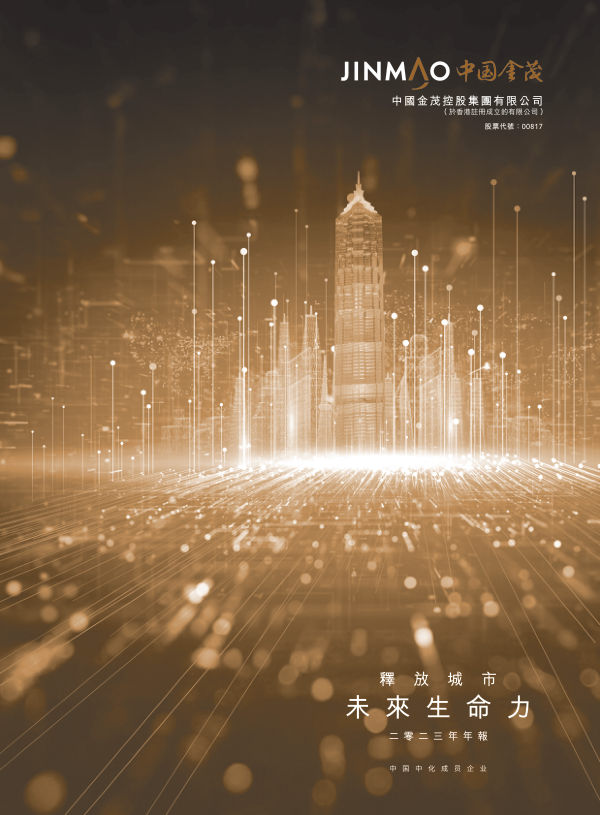 JINMAO 中国金茂
中國金茂控股集團有限公司
（於香港註冊成立的有限公司）
股票代號：00817
釋放城市
未來生命力
二零二三年年報
中国中化成员企业